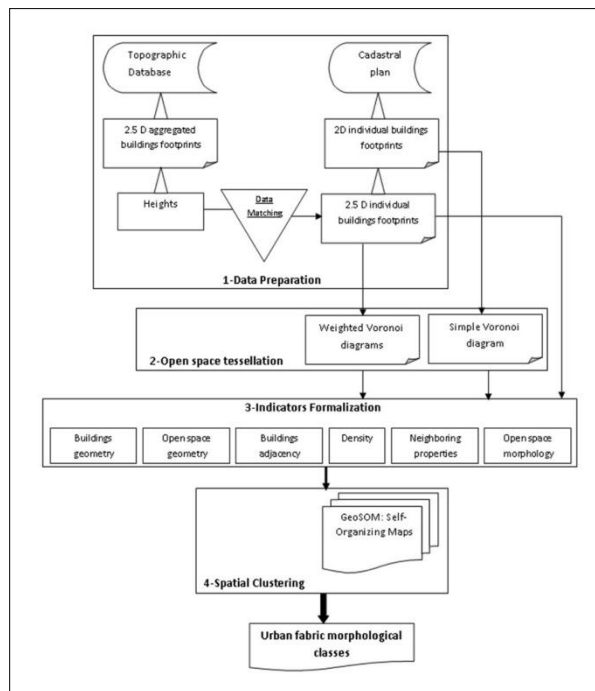 Topographic
Database
Cadastral
plan
2.5 D aggregated
buildings footprints
2D individual buildings
footprints
Heights
Data
Matching
2.5 D individual
buildings footprints
1-Data Preparation
Weighted Voronoi
diagrams
Simple Voronoi
diagram
2-Open space tessellation
3-Indicators Formalization
Buildings
geometry
Open space
geometry
Buildings
adjacency
Density
Neighboring
properties
Open space
morphology
GeoSOM: Self-
Organizing Maps
4-Spatial Clustering
Urban fabric morphological
classes